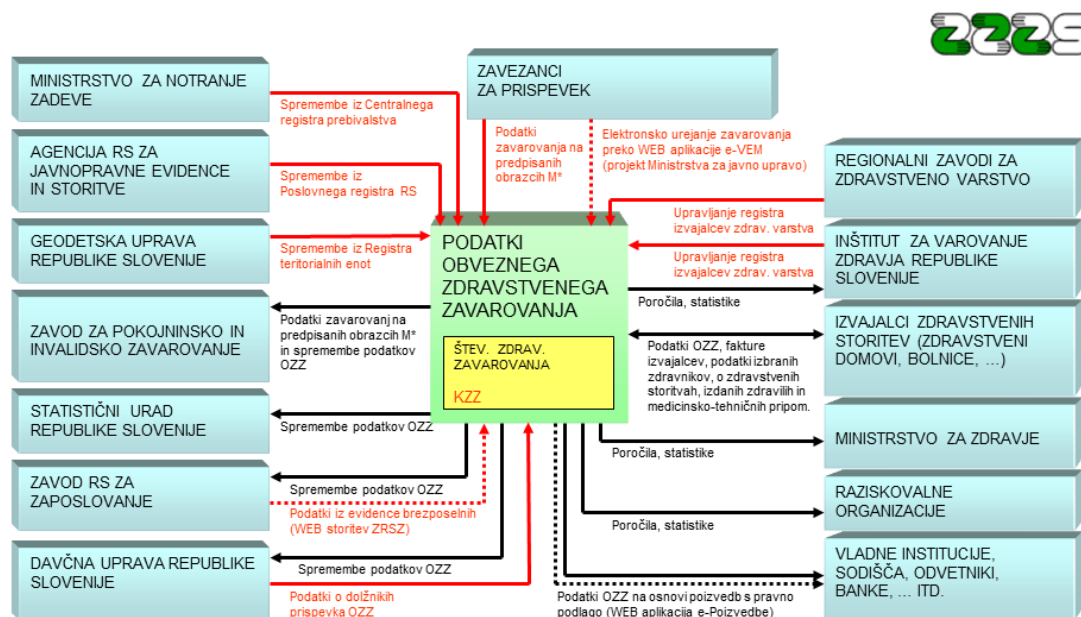 ZZZS
MINISTRSTVO ZA NOTRANJE
ZADEVE
Spremembe iz Centralnega
registra prebivalstva
ZAVEZANCI
ZA PRISPEVEK
Podatki
zavarovanja na
predpisanih
obrazcih M*
Elektronsko urejanje zavarovanja
preko WEB aplikacije e-VEM
(projekt Ministrstva za javno upravo)
AGENCIJA RS ZA
JAVNOPRAVNE EVIDENCE
IN STORITVE
Spremembe iz
Poslovnega registra RS
REGIONALNI ZAVODI ZA
ZDRAVSTVENO VARSTVO
Upravljanje registra
izvajalcev zdrav. varstva
GEODETSKA UPRAVA
REPUBLIKE SLOVENIJE
Spremembe iz Registra
teritorialnih enot
PODATKI
OBVEZNEGA
ZDRAVSTVENEGA
ZAVAROVANJA
ŠTEV. ZDRAV.
ZAVAROVANJA
KZZ
INŠTITUT ZA VAROVANJE
ZDRAVJA REPUBLIKE
SLOVENIJE
Upravljanje registra
izvajalcev zdrav. varstva
Poročila, statistike
ZAVOD ZA POKOJNINSKO IN
INVALIDSKO ZAVAROVANJE
Podatki zavarovanj na
predpisanih obrazcih M*
in spremembe podatkov
OZZ
IZVAJALCI ZDRAVSTVENIH
STORITEV (ZDRAVSTVENI
DOMOVI, BOLNICE, ...)
Podatki OZZ, fakture
izvajalcev, podatki izbranih
zdravnikov, o zdravstvenih
storitvah, izdanih zdravilih in
medicinsko-tehničnih pripom.
STATISTIČNI URAD
REPUBLIKE SLOVENIJE
Spremembe podatkov OZZ
MINISTRSTVO ZA ZDRAVJE
Poročila, statistike
ZAVOD RS ZA
ZAPOSLOVANJE
Spremembe podatkov OZZ
Podatki iz evidence brezposelnih
(WEB storitev ZRSZ)
RAZISKOVALNE
ORGANIZACIJE
Poročila, statistike
DAVČNA UPRAVA REPUBLIKE
SLOVENIJE
Spremembe podatkov OZZ
Podatki o dolžnikih
prispevka OZZ
VLADNE INSTITUCIJE,
SODIŠČA, ODVETNIKI,
BANKE, ... ITD.
Podatki OZZ na osnovi poizvedb s pravno
podlago (WEB aplikacija e-Poizvedbe)